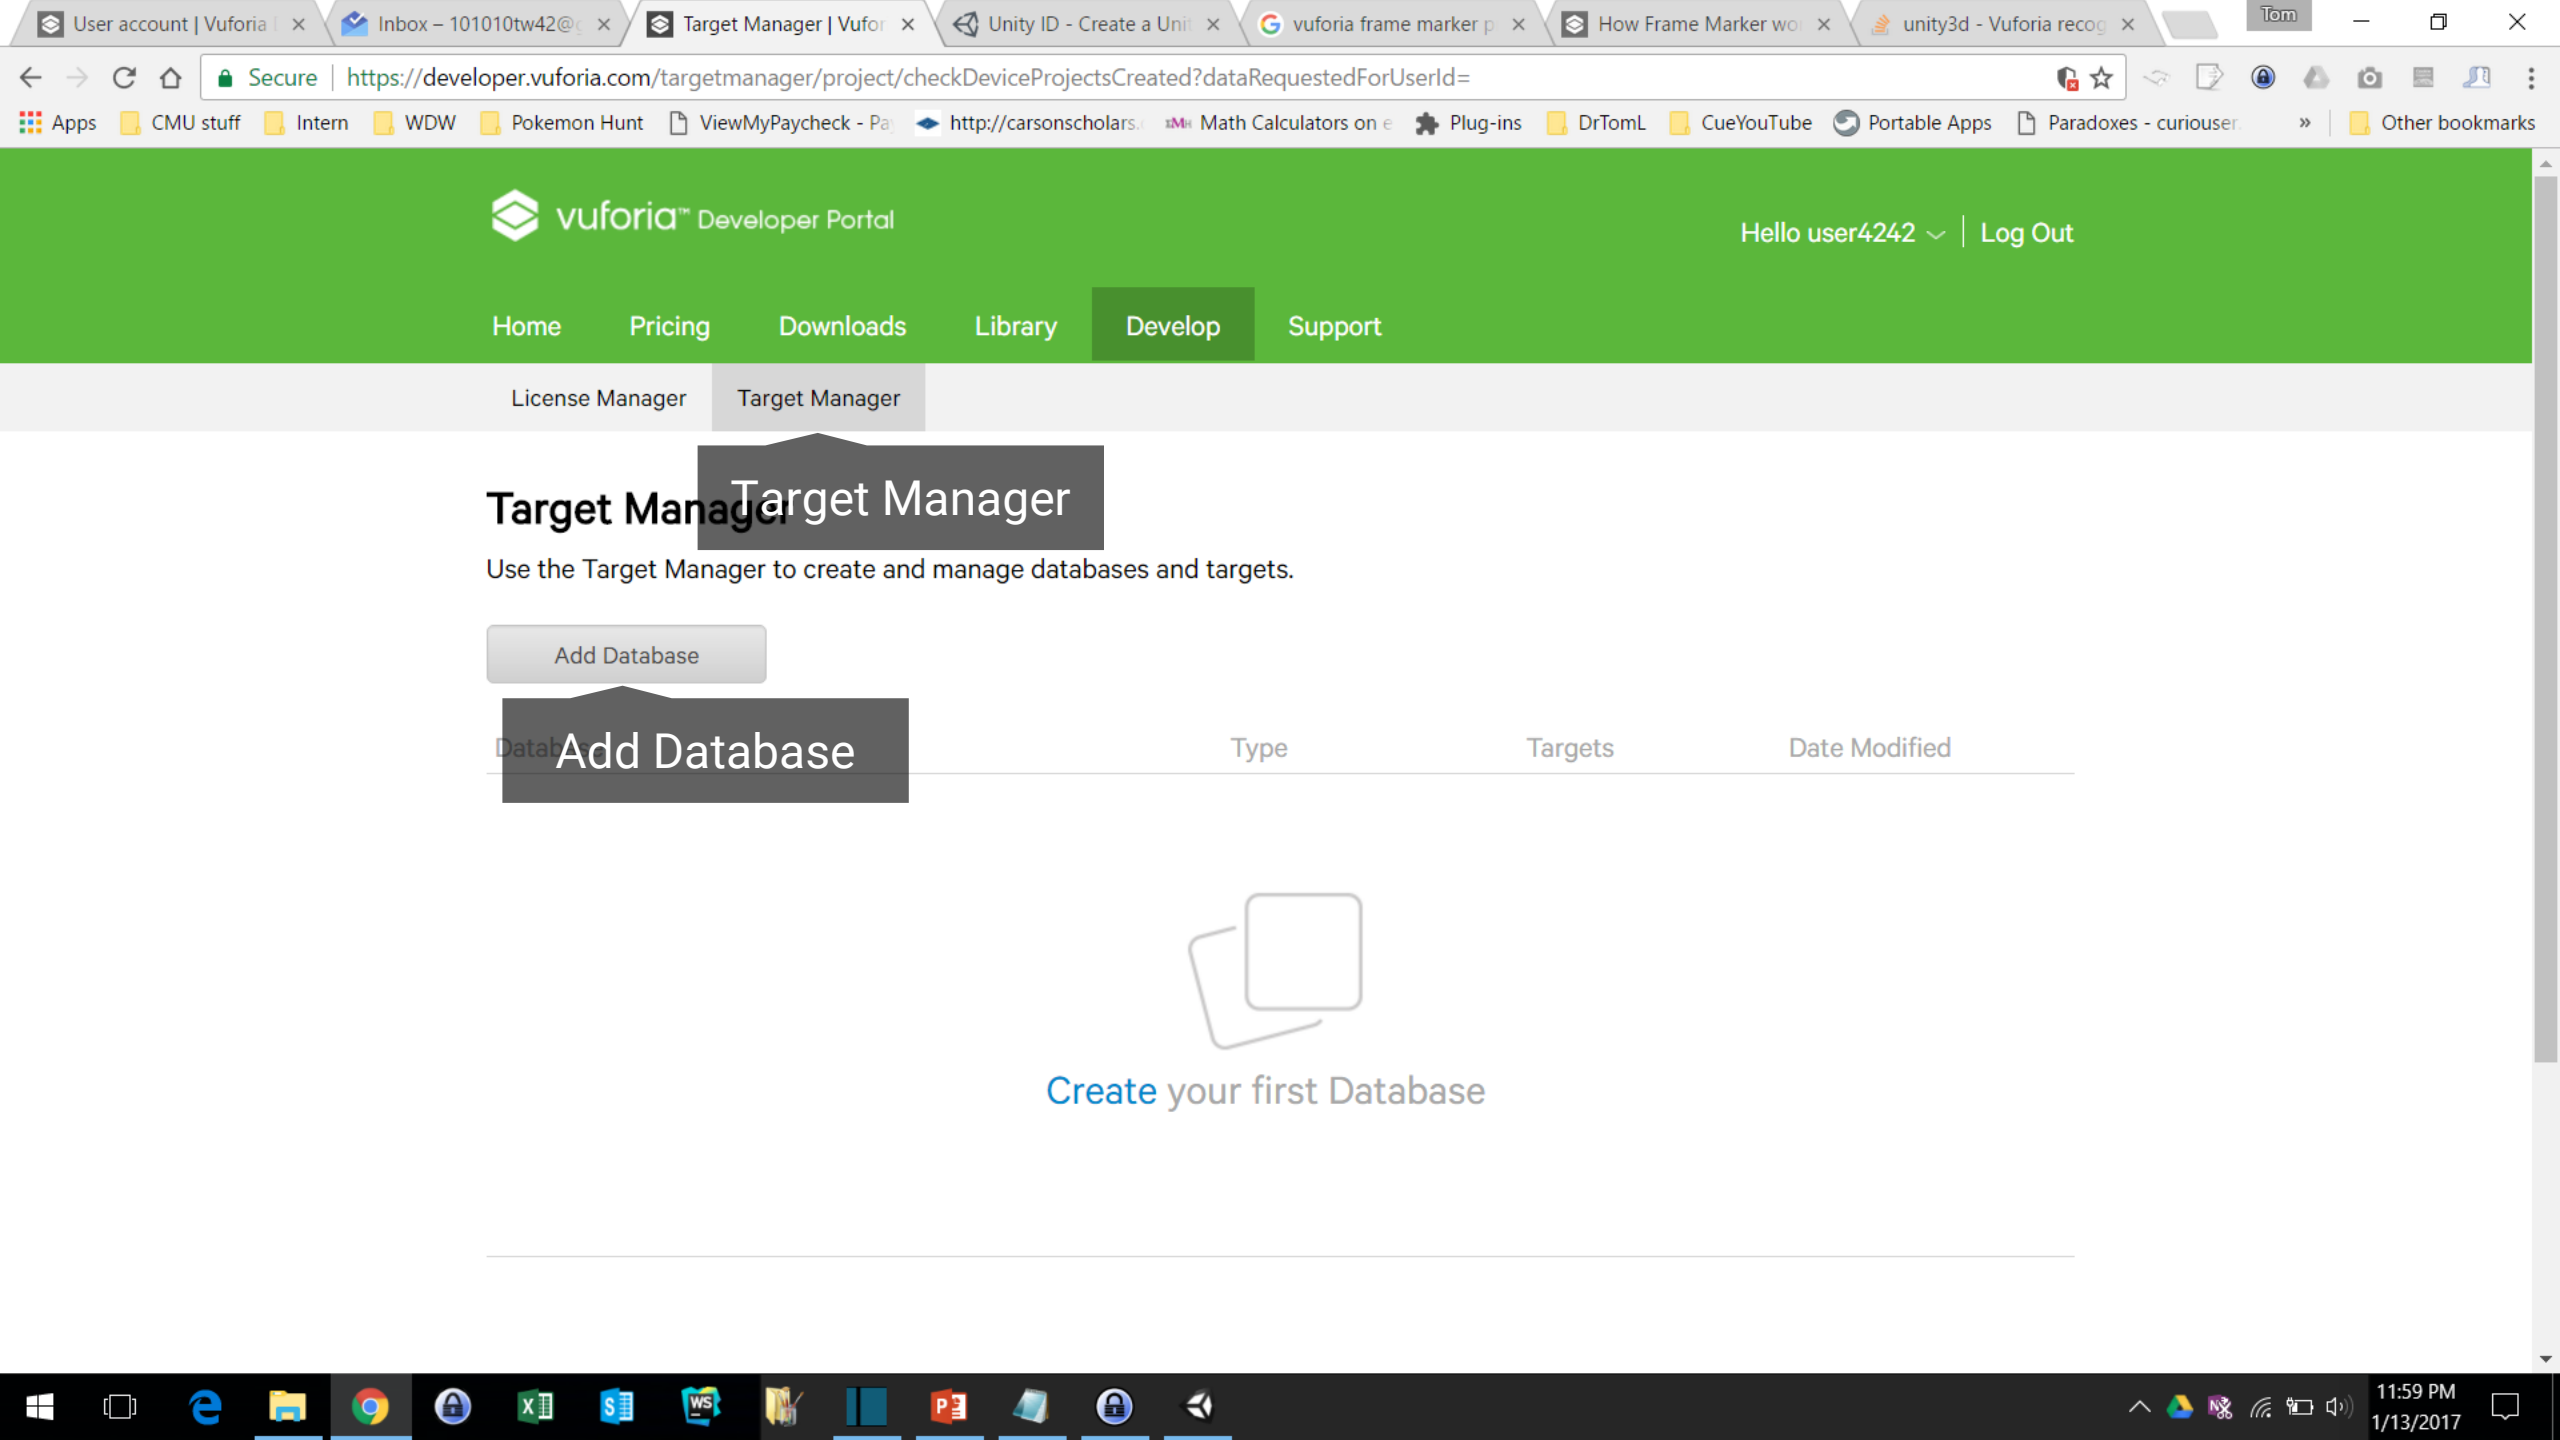 User account | Vuforia
Inbox – 101010tw42@
Target Manager | Vufor
Unity ID - Create a Unit
vuforia frame marker p
How Frame Marker wo
unity3d - Vuforia recog
Tom
Secure
https://developer.vuforia.com/targetmanager/project/checkDeviceProjectsCreated?dataRequestedForUserId=
Apps
CMU stuff
Intern
WDW
Pokemon Hunt
ViewMyPaycheck - Pa
http://carsonscholars.
Math Calculators on e
Plug-ins
DrTomL
CueYouTube
Portable Apps
Paradoxes - curiouser.
»
Other bookmarks
vuforia™ Developer Portal
Hello user4242
Log Out
Home
Pricing
Downloads
Library
Develop
Support
License Manager
Target Manager
Target Manager
Target Manager
Use the Target Manager to create and manage databases and targets.
Add Database
Database
Add Database
Type
Targets
Date Modified
Create your first Database
11:59 PM
1/13/2017